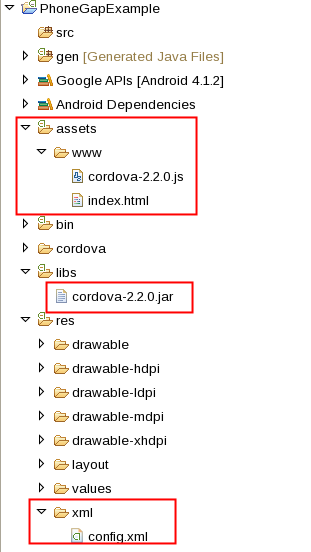 PhoneGapExample
src
gen [Generated Java Files]
Google APIs [Android 4.1.2]
Android Dependencies
assets
www
cordova-2.2.0.js
index.html
bin
cordova
libs
cordova-2.2.0.jar
res
drawable
drawable-hdpi
drawable-ldpi
drawable-mdpi
drawable-xhdpi
layout
values
xml
config.xml